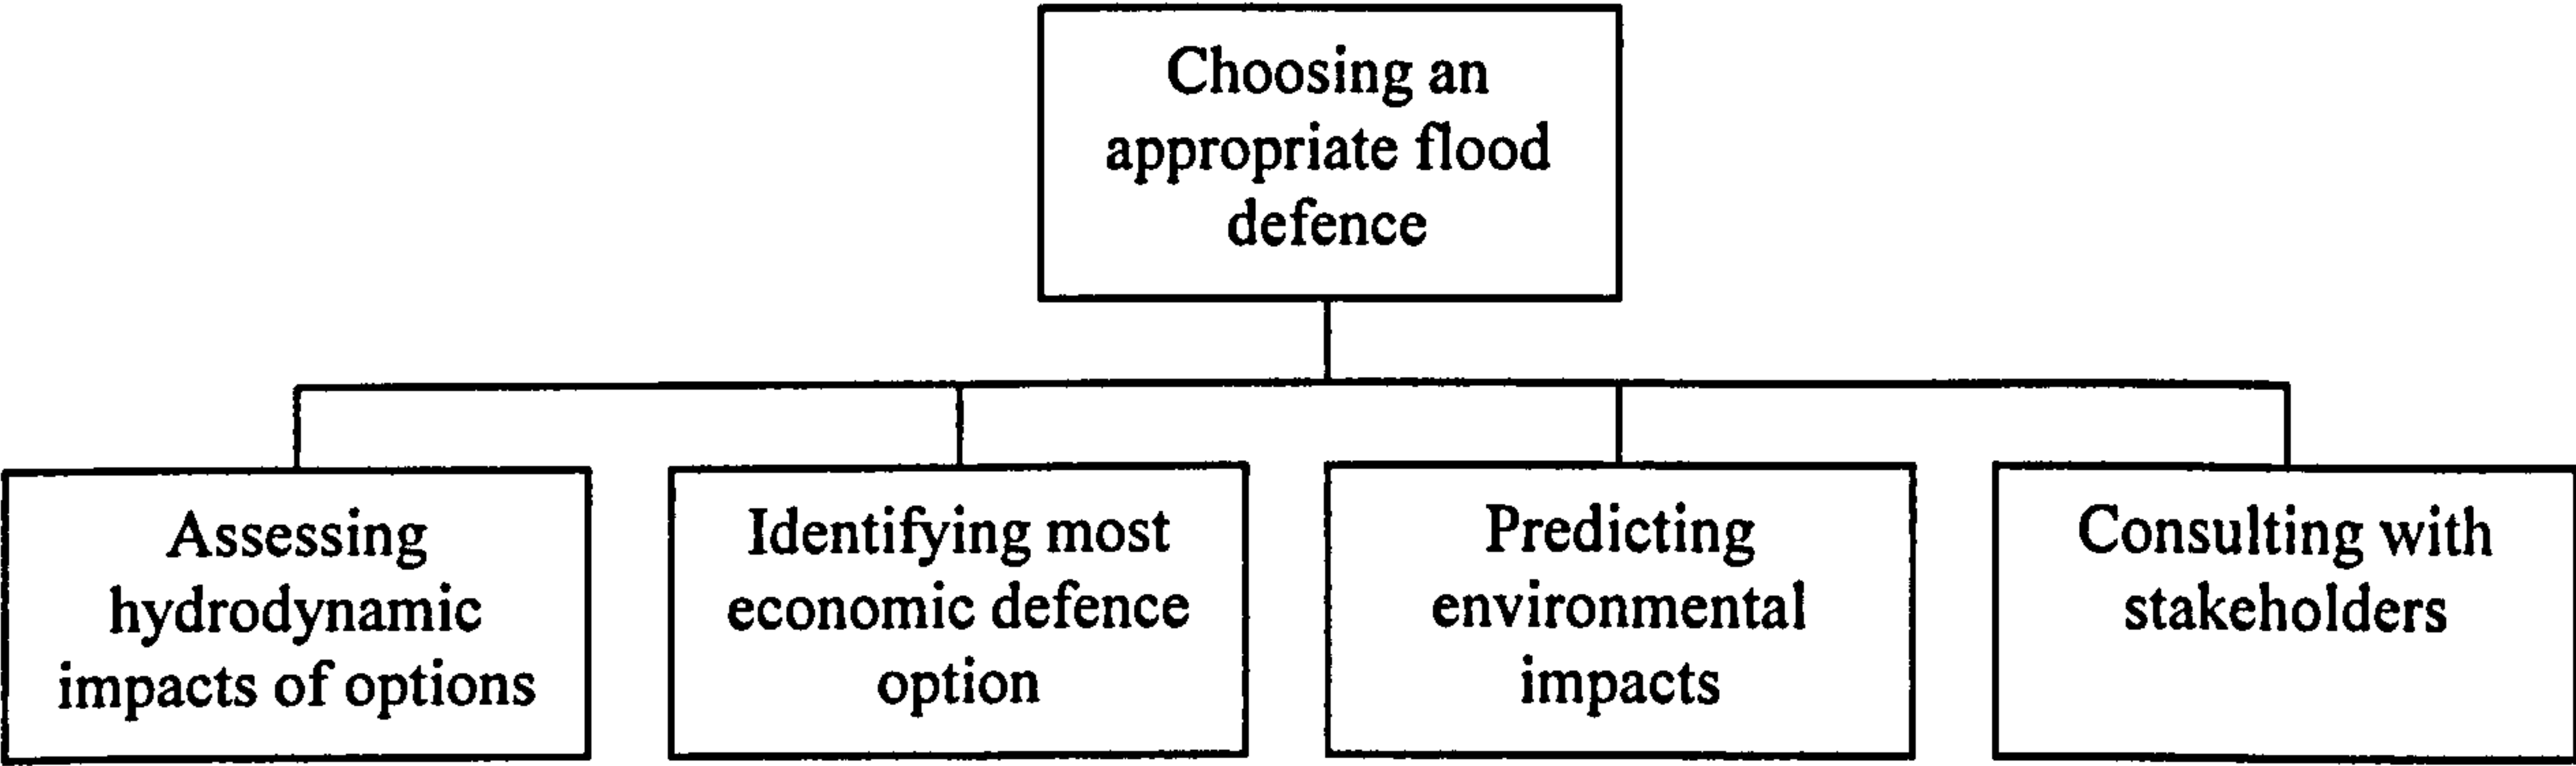 Choosing an
appropriate flood
defence
Assessing
hydrodynamic
impacts of options
Identifying most
economic defence
option
Predicting
environmental
impacts
Consulting with
stakeholders